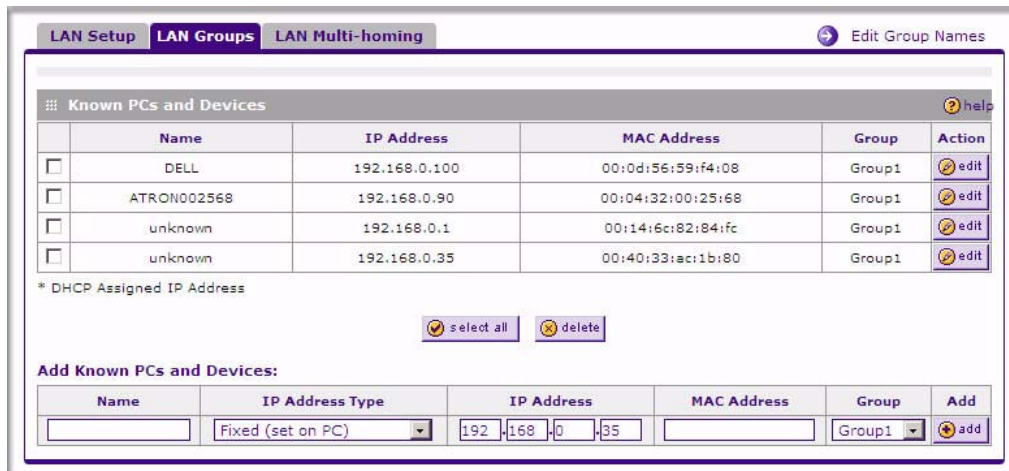 LAN Setup LAN Groups LAN Multi-homing Edit Group Names
Known PCs and Devices help
Name IP Address MAC Address Group Action
DELL 192.168.0.100 00:0d:56:59:f4:08 Group1 edit
ATRON002568 192.168.0.90 00:04:32:00:25:68 Group1 edit
unknown 192.168.0.1 00:14:6c:82:84:fc Group1 edit
unknown 192.168.0.35 00:40:33:ac:1b:80 Group1 edit
* DHCP Assigned IP Address
select all delete
Add Known PCs and Devices:
Name IP Address Type IP Address MAC Address Group Add
Fixed (set on PC) 192 .168 .0 .35 Group1 add